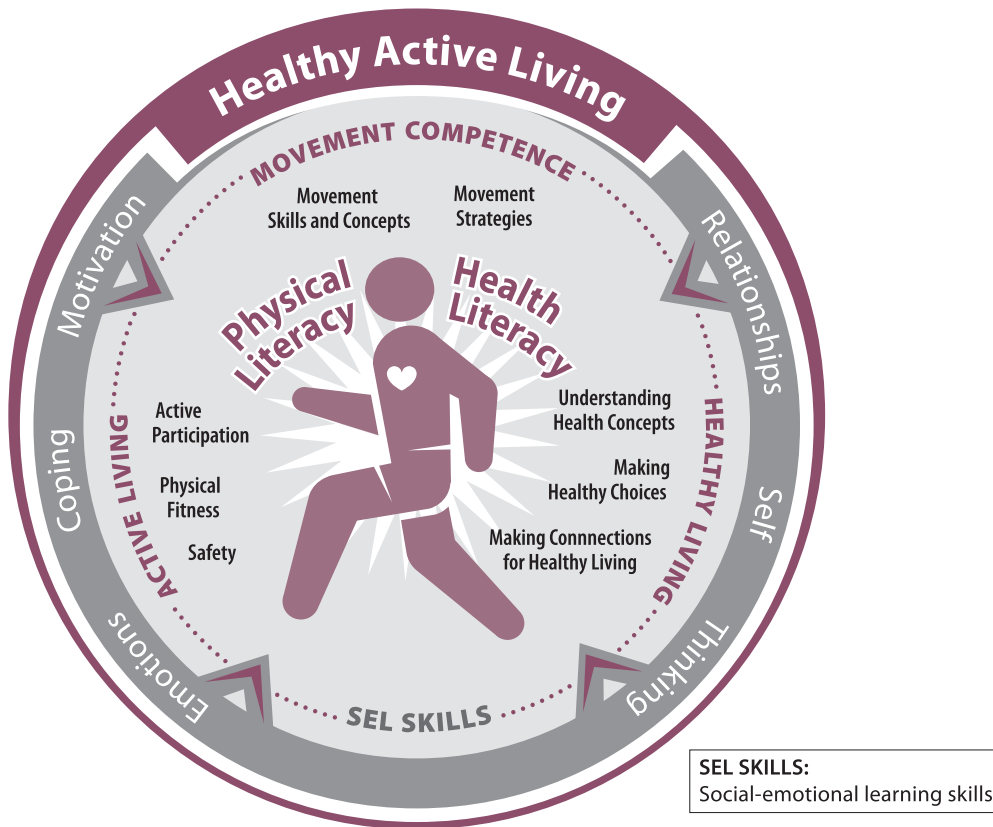 Healthy Active Living
MOVEMENT COMPETENCE
Movement
Skills and Concepts
Movement
Strategies
Motivation
Relationships
Physical
Literacy
Health
Literacy
Active
Participation
Physical
Fitness
Safety
Understanding
Health Concepts
Making
Healthy Choices
Making Connnections
for Healthy Living
ACTIVE LIVING
HEALTHY LIVING
Coping
Self
Emotions
Thinking
SEL SKILLS
SEL SKILLS:
Social-emotional learning skills